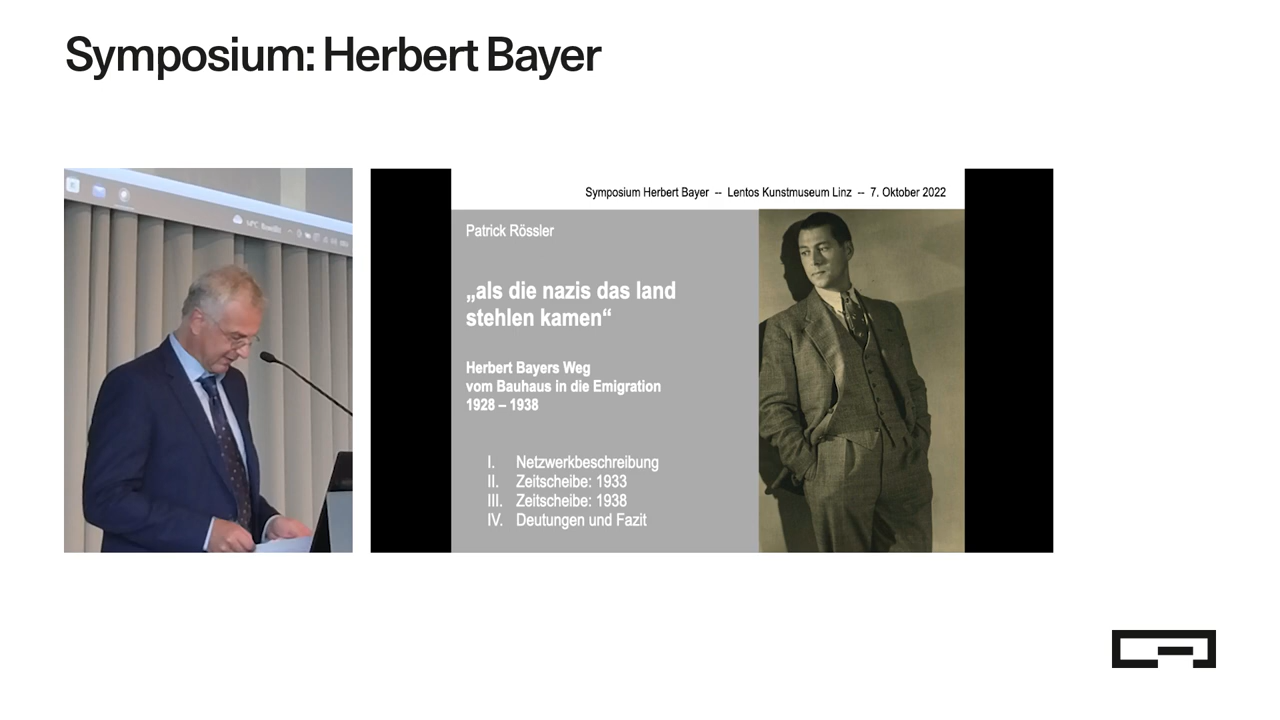 Symposium: Herbert Bayer
Symposium Herbert Bayer -- Lentos Kunstmuseum Linz -- 7. Oktober 2022
Patrick Rössler
„als die nazis das land
stehlen kamen“
Herbert Bayers Weg
vom Bauhaus in die Emigration
1928 – 1938
I. Netzwerkbeschreibung
II. Zeitscheibe: 1933
III. Zeitscheibe: 1938
IV. Deutungen und Fazit